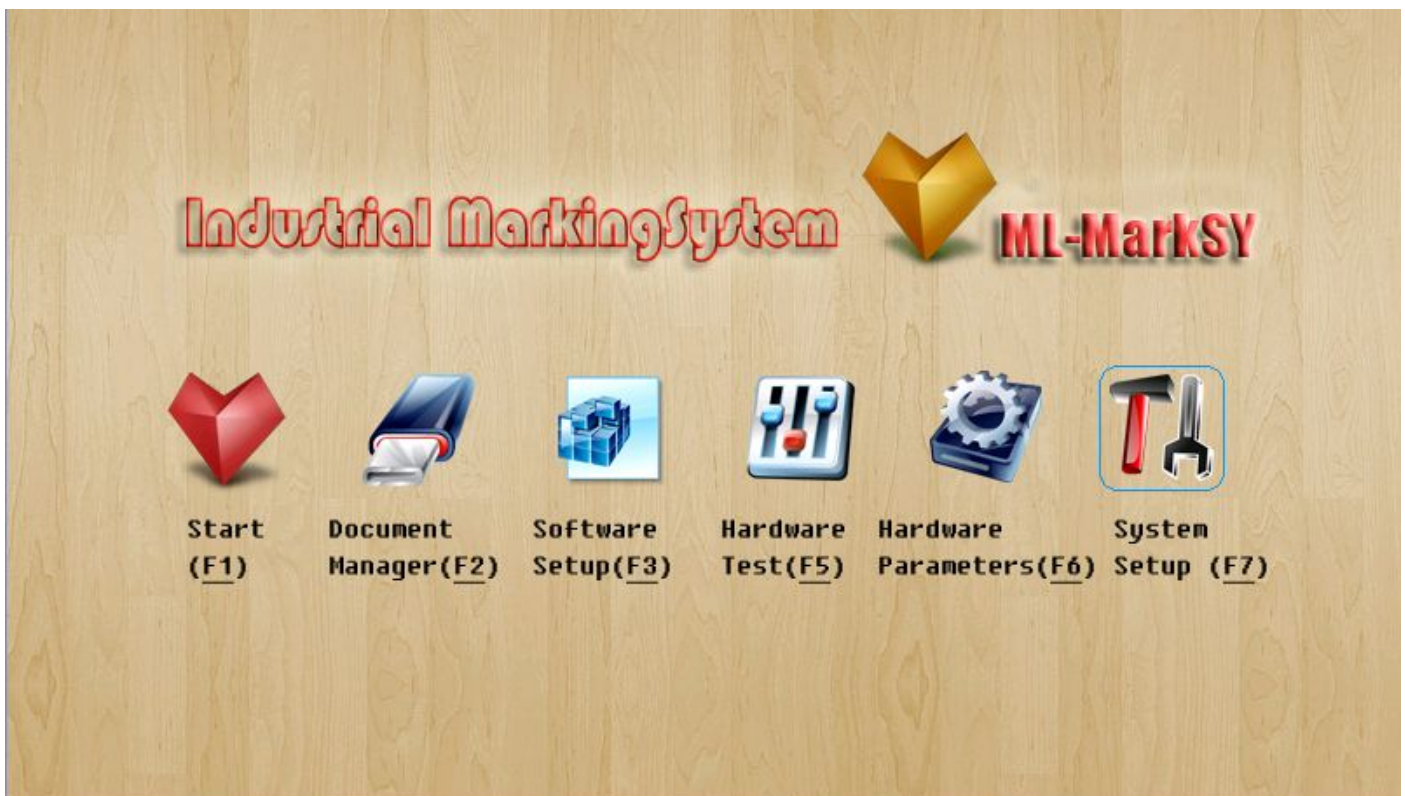 Industrial MarkingSystem
ML-MarkSY
Start
(F1)
Document
Manager(F2)
Software
Setup(F3)
Hardware
Test(F5)
Hardware
Parameters(F6)
System
Setup (F7)